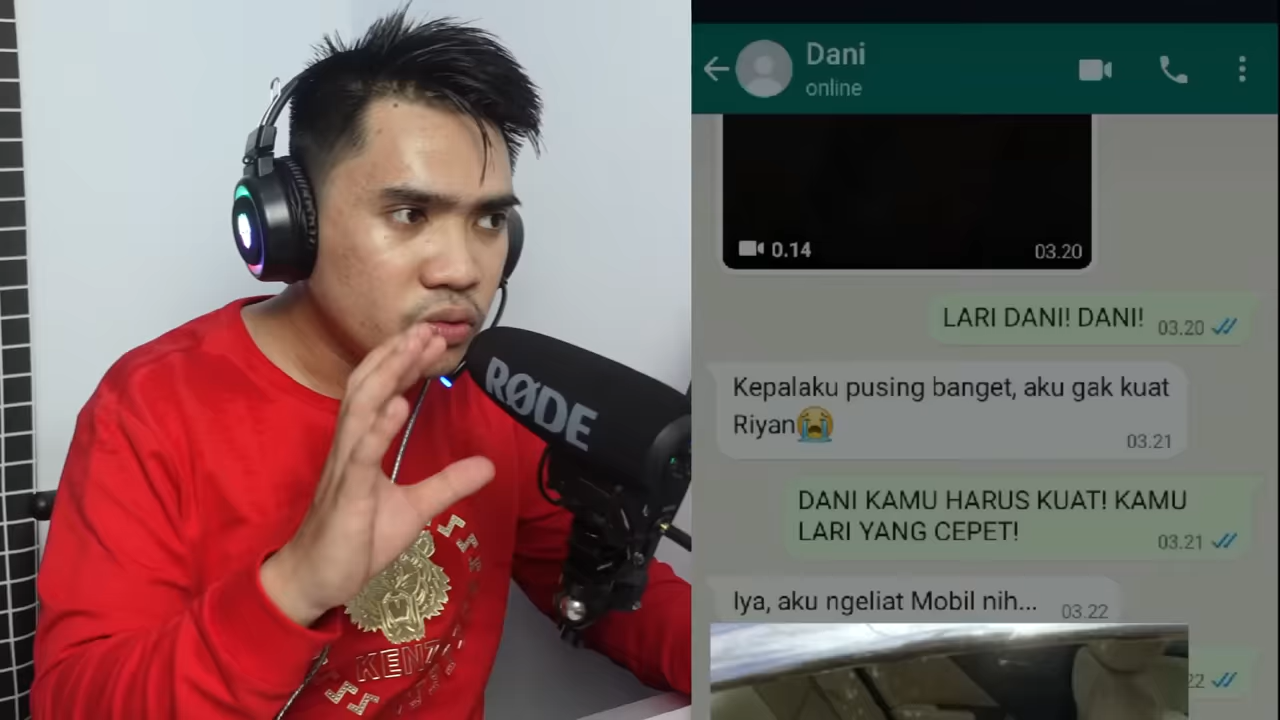 Dani
online
0.14
03.20
LARI DANI! DANI!
03.20
Kepalaku pusing banget, aku gak kuat
Riyan😭
03.21
DANI KAMU HARUS KUAT! KAMU
LARI YANG CEPET!
03.21
Iya, aku ngeliat Mobil nih...
03.22
22
RØDE
KENZ